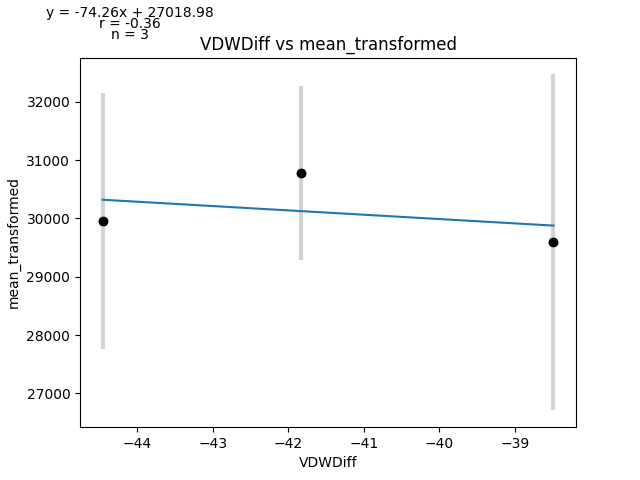 y = -74.26x + 27018.98
r = -0.36
n = 3
VDWDiff vs mean_transformed
32000
31000
30000
29000
28000
27000
mean_transformed
−44
−43
−42
−41
−40
−39
VDWDiff